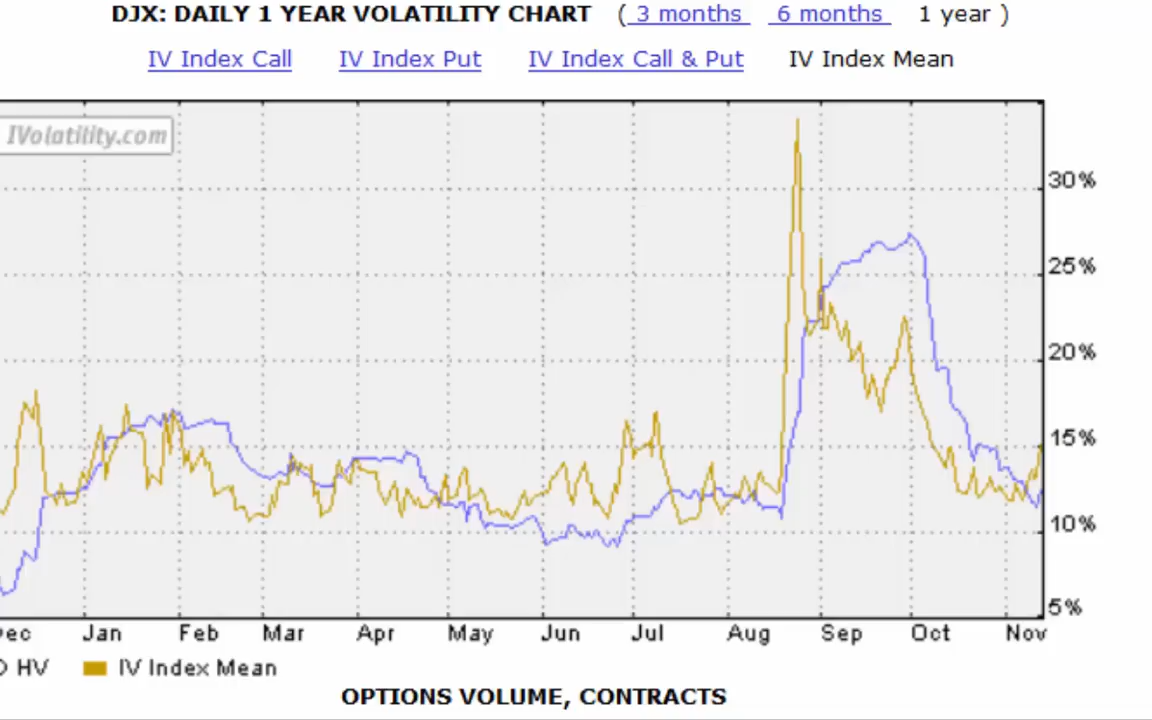 DJX: DAILY 1 YEAR VOLATILITY CHART ( 3 months 6 months 1 year )
IV Index Call IV Index Put IV Index Call & Put IV Index Mean
IVolatility.com
30%
25%
20%
15%
10%
5%
ec Jan Feb Mar Apr May Jun Jul Aug Sep Oct Nov
HV IV Index Mean
OPTIONS VOLUME, CONTRACTS